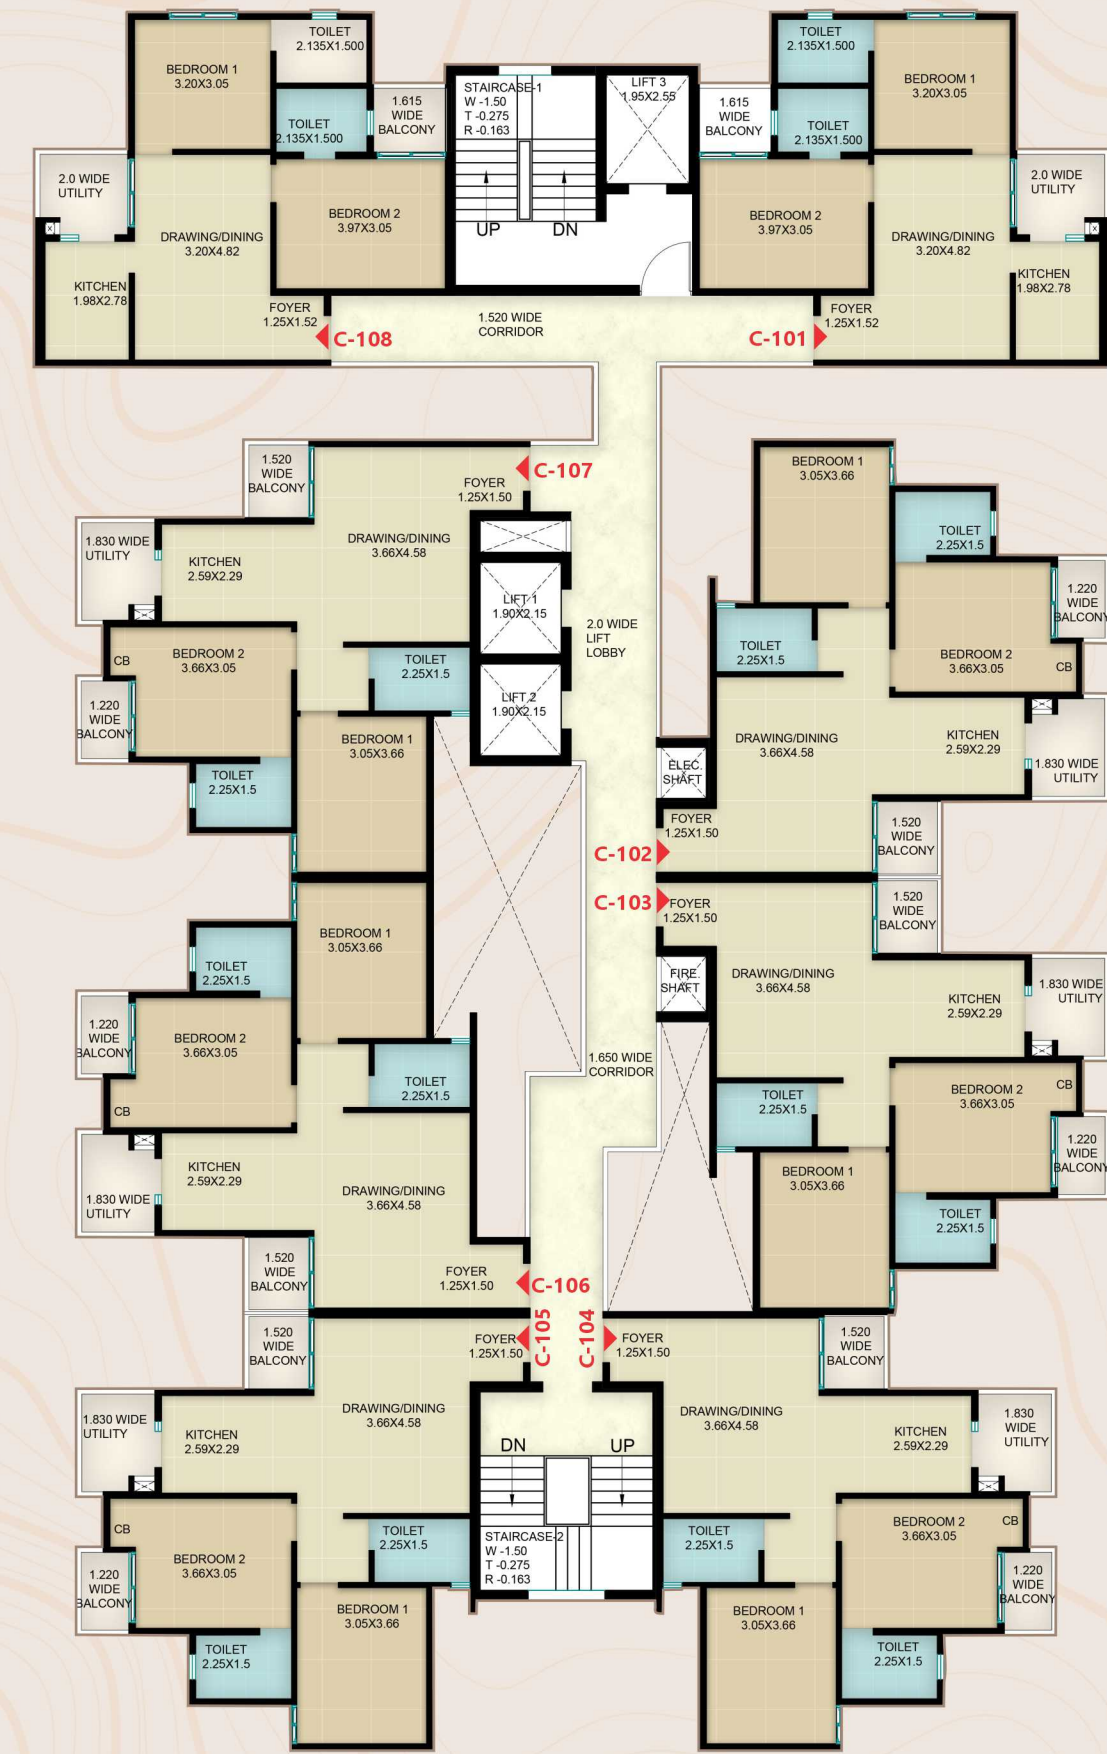 TOILET
2.135X1.500
BEDROOM 1
3.20X3.05
TOILET
2.135X1.500
1.615
WIDE
BALCONY
STAIRCASE-1
W -1.50
T -0.275
R -0.163
UP
DN
LIFT 3
1.95X2.55
1.615
WIDE
BALCONY
TOILET
2.135X1.500
TOILET
2.135X1.500
BEDROOM 1
3.20X3.05
2.0 WIDE
UTILITY
DRAWING/DINING
3.20X4.82
BEDROOM 2
3.97X3.05
KITCHEN
1.98X2.78
FOYER
1.25X1.52
C-108
1.520 WIDE
CORRIDOR
C-101
BEDROOM 2
3.97X3.05
DRAWING/DINING
3.20X4.82
2.0 WIDE
UTILITY
KITCHEN
1.98X2.78
FOYER
1.25X1.52
1.520
WIDE
BALCONY
FOYER
1.25X1.50
C-107
1.830 WIDE
UTILITY
KITCHEN
2.59X2.29
DRAWING/DINING
3.66X4.58
LIFT 1
1.90X2.15
2.0 WIDE
LIFT
LOBBY
CB
BEDROOM 2
3.66X3.05
TOILET
2.25X1.5
LIFT 2
1.90X2.15
1.220
WIDE
BALCONY
BEDROOM 1
3.05X3.66
TOILET
2.25X1.5
BEDROOM 1
3.05X3.66
TOILET
2.25X1.5
1.220
WIDE
BALCONY
TOILET
2.25X1.5
BEDROOM 2
3.66X3.05
CB
DRAWING/DINING
3.66X4.58
KITCHEN
2.59X2.29
1.830 WIDE
UTILITY
ELEC.
SHAFT
FOYER
1.25X1.50
C-102
1.520
WIDE
BALCONY
C-103
FOYER
1.25X1.50
1.520
WIDE
BALCONY
FIRE
SHAFT
DRAWING/DINING
3.66X4.58
KITCHEN
2.59X2.29
1.830 WIDE
UTILITY
TOILET
2.25X1.5
BEDROOM 2
3.66X3.05
CB
1.220
WIDE
BALCONY
BEDROOM 1
3.05X3.66
TOILET
2.25X1.5
BEDROOM 1
3.05X3.66
TOILET
2.25X1.5
1.220
WIDE
BALCONY
BEDROOM 2
3.66X3.05
CB
TOILET
2.25X1.5
1.650 WIDE
CORRIDOR
KITCHEN
2.59X2.29
1.830 WIDE
UTILITY
DRAWING/DINING
3.66X4.58
1.520
WIDE
BALCONY
FOYER
1.25X1.50
C-106
1.520
WIDE
BALCONY
FOYER
1.25X1.50
C-105
C-104
FOYER
1.25X1.50
1.520
WIDE
BALCONY
1.830 WIDE
UTILITY
KITCHEN
2.59X2.29
DRAWING/DINING
3.66X4.58
DRAWING/DINING
3.66X4.58
KITCHEN
2.59X2.29
1.830
WIDE
UTILITY
DN
UP
STAIRCASE-2
W -1.50
T -0.275
R -0.163
CB
BEDROOM 2
3.66X3.05
TOILET
2.25X1.5
1.220
WIDE
BALCONY
BEDROOM 1
3.05X3.66
TOILET
2.25X1.5
TOILET
2.25X1.5
BEDROOM 2
3.66X3.05
CB
1.220
WIDE
BALCONY
BEDROOM 1
3.05X3.66
TOILET
2.25X1.5